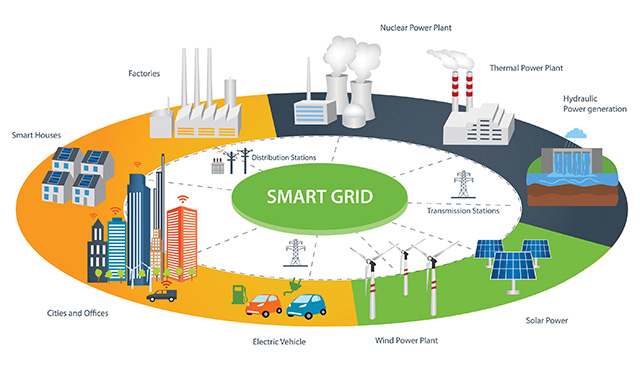 Nuclear Power Plant
Thermal Power Plant
Factories
Hydraulic
Power generation
Smart Houses
Distribution Stations
SMART GRID
Transmission Stations
Cities and Offices
Electric Vehicle
Wind Power Plant
Solar Power